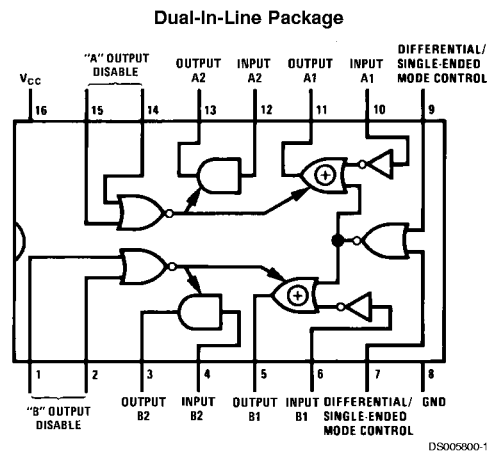 Dual-In-Line Package
"A" OUTPUT
DISABLE
OUTPUT
A2
INPUT
A2
OUTPUT
A1
INPUT
A1
DIFFERENTIAL/
SINGLE-ENDED
MODE CONTROL
VCC
16
15
14
13
12
11
10
9
1
2
3
4
5
6
7
8
"B" OUTPUT
DISABLE
OUTPUT
B2
INPUT
B2
OUTPUT
B1
INPUT
B1
DIFFERENTIAL/
SINGLE-ENDED
MODE CONTROL
GND
DS005800-1